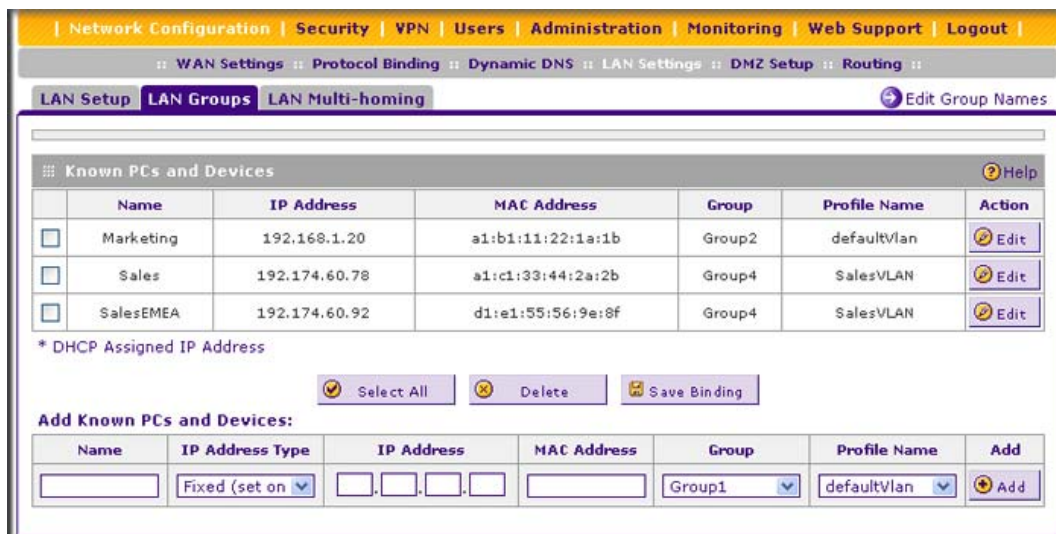 | Network Configuration | Security | VPN | Users | Administration | Monitoring | Web Support | Logout |
:: WAN Settings :: Protocol Binding :: Dynamic DNS :: LAN Settings :: DMZ Setup :: Routing ::
LAN Setup LAN Groups LAN Multi-homing Edit Group Names
Known PCs and Devices Help
Name IP Address MAC Address Group Profile Name Action
Marketing 192.168.1.20 a1:b1:11:22:1a:1b Group2 defaultVlan Edit
Sales 192.174.60.78 a1:c1:33:44:2a:2b Group4 SalesVLAN Edit
SalesEMEA 192.174.60.92 d1:e1:55:56:9e:8f Group4 SalesVLAN Edit
* DHCP Assigned IP Address
Select All Delete Save Binding
Add Known PCs and Devices:
Name IP Address Type IP Address MAC Address Group Profile Name Add
Fixed (set on . . . Group1 defaultVlan Add